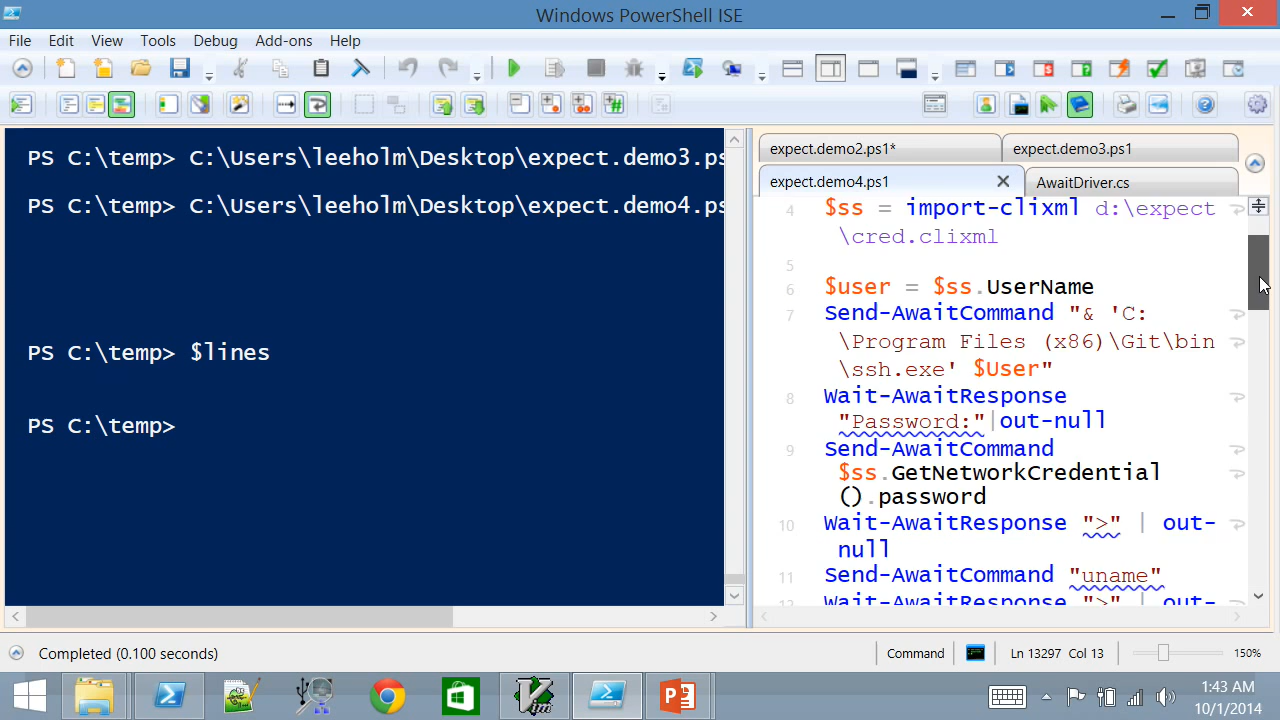 Windows PowerShell ISE
File Edit View Tools Debug Add-ons Help
PS C:\temp> C:\Users\leeholm\Desktop\expect.demo3.ps
PS C:\temp> C:\Users\leeholm\Desktop\expect.demo4.ps
PS C:\temp> $lines
PS C:\temp>
expect.demo2.ps1* expect.demo3.ps1
expect.demo4.ps1 AwaitDriver.cs
4 $ss = import-clixml d:\expect
\cred.clixml
5
6 $user = $ss.UserName
7 Send-AwaitCommand "& 'C:
\Program Files (x86)\Git\bin
\ssh.exe' $User"
8 Wait-AwaitResponse
"Password:"|out-null
9 Send-AwaitCommand
$ss.GetNetworkCredential
().password
10 Wait-AwaitResponse ">" | out-
null
11 Send-AwaitCommand "uname"
12 Wait-AwaitResponse ">" | out-
Completed (0.100 seconds) Command Ln 13297 Col 13 150%
1:43 AM
10/1/2014